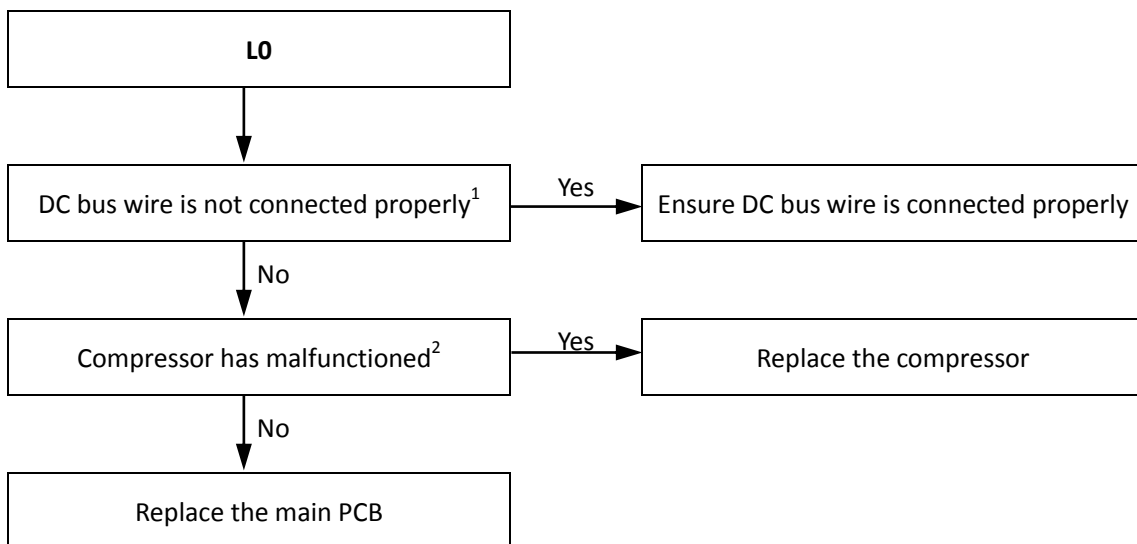 L0
DC bus wire is not connected properly1
Yes
Ensure DC bus wire is connected properly
No
Compressor has malfunctioned2
Yes
Replace the compressor
No
Replace the main PCB